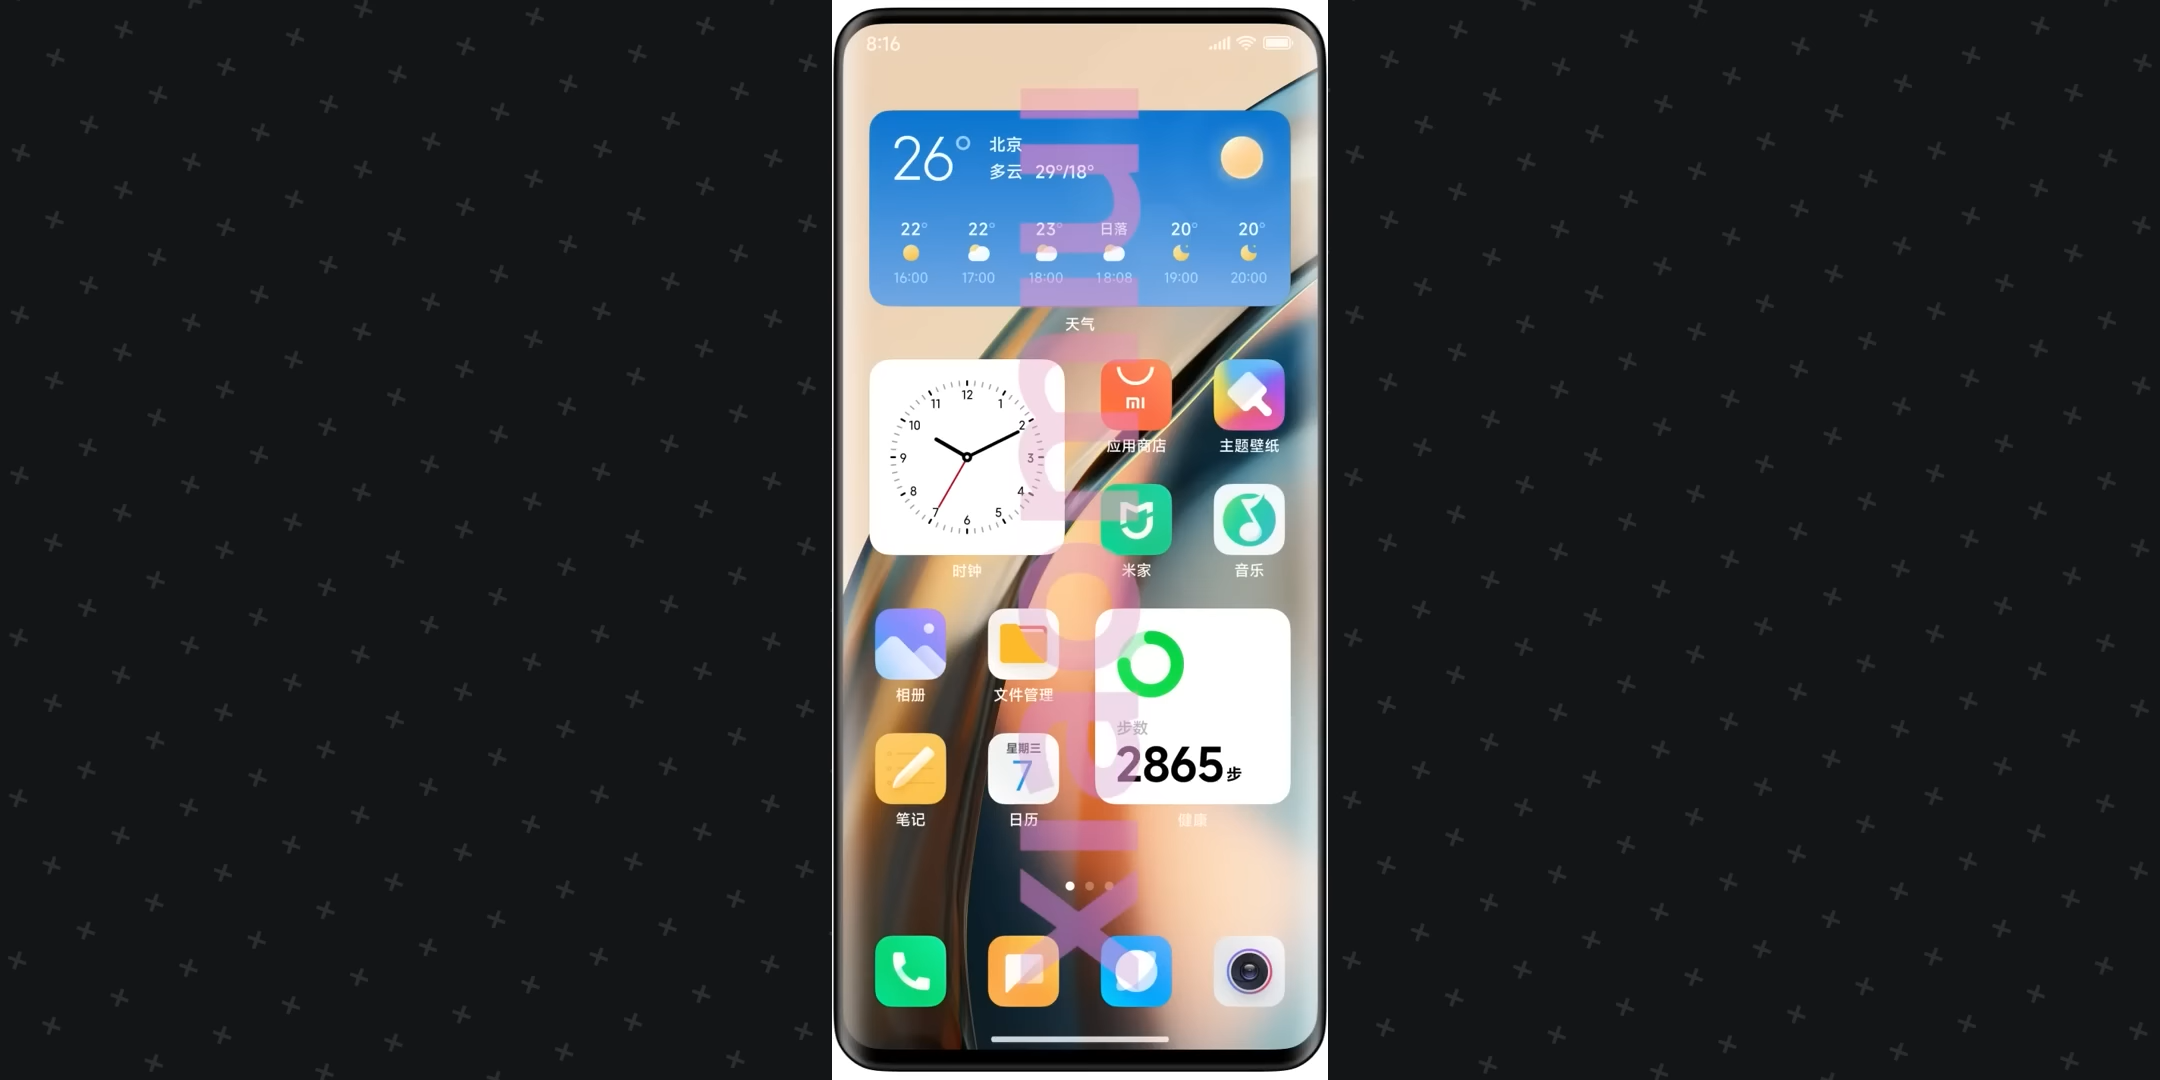 8:16
26° 北京
多云 29°/18°
22° 22° 23° 日落 20° 20°
16:00 17:00 18:00 18:08 19:00 20:00
天气
12
11 1
10 2
9 3
8 4
7 5
6
时钟
mi
应用商店 主题壁纸
米家 音乐
相册 文件管理
步数
2865步
星期三
7
笔记 日历 健康
xiaomiui